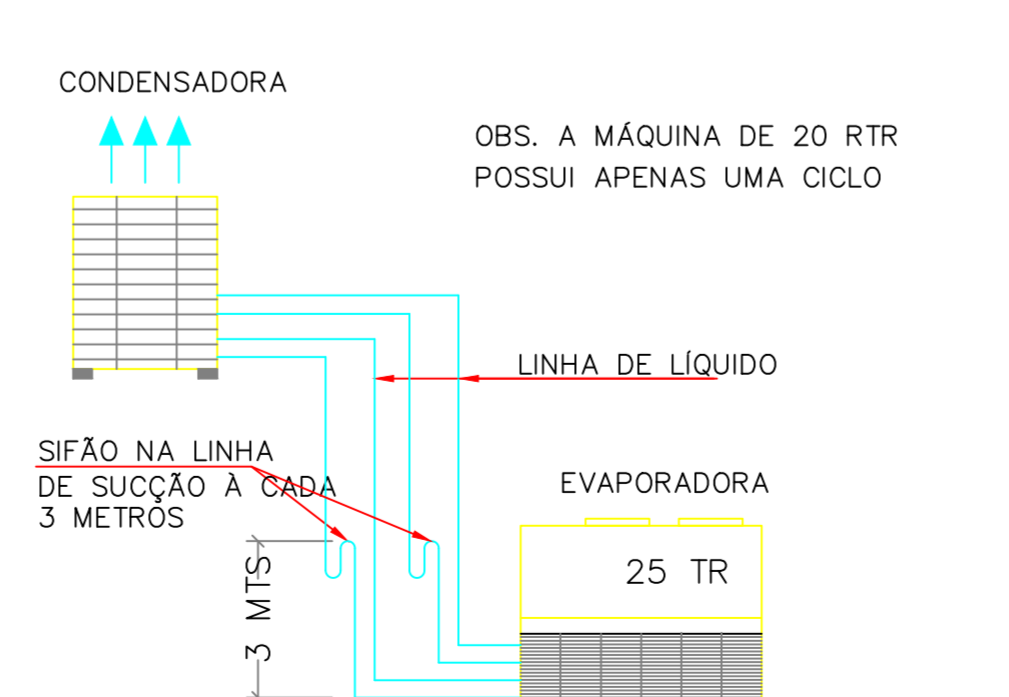 CONDENSADORA
OBS. A MÁQUINA DE 20 RTR
POSSUI APENAS UMA CICLO
LINHA DE LÍQUIDO
SIFÃO NA LINHA
DE SUCÇÃO À CADA
3 METROS
EVAPORADORA
25 TR
3 MTS